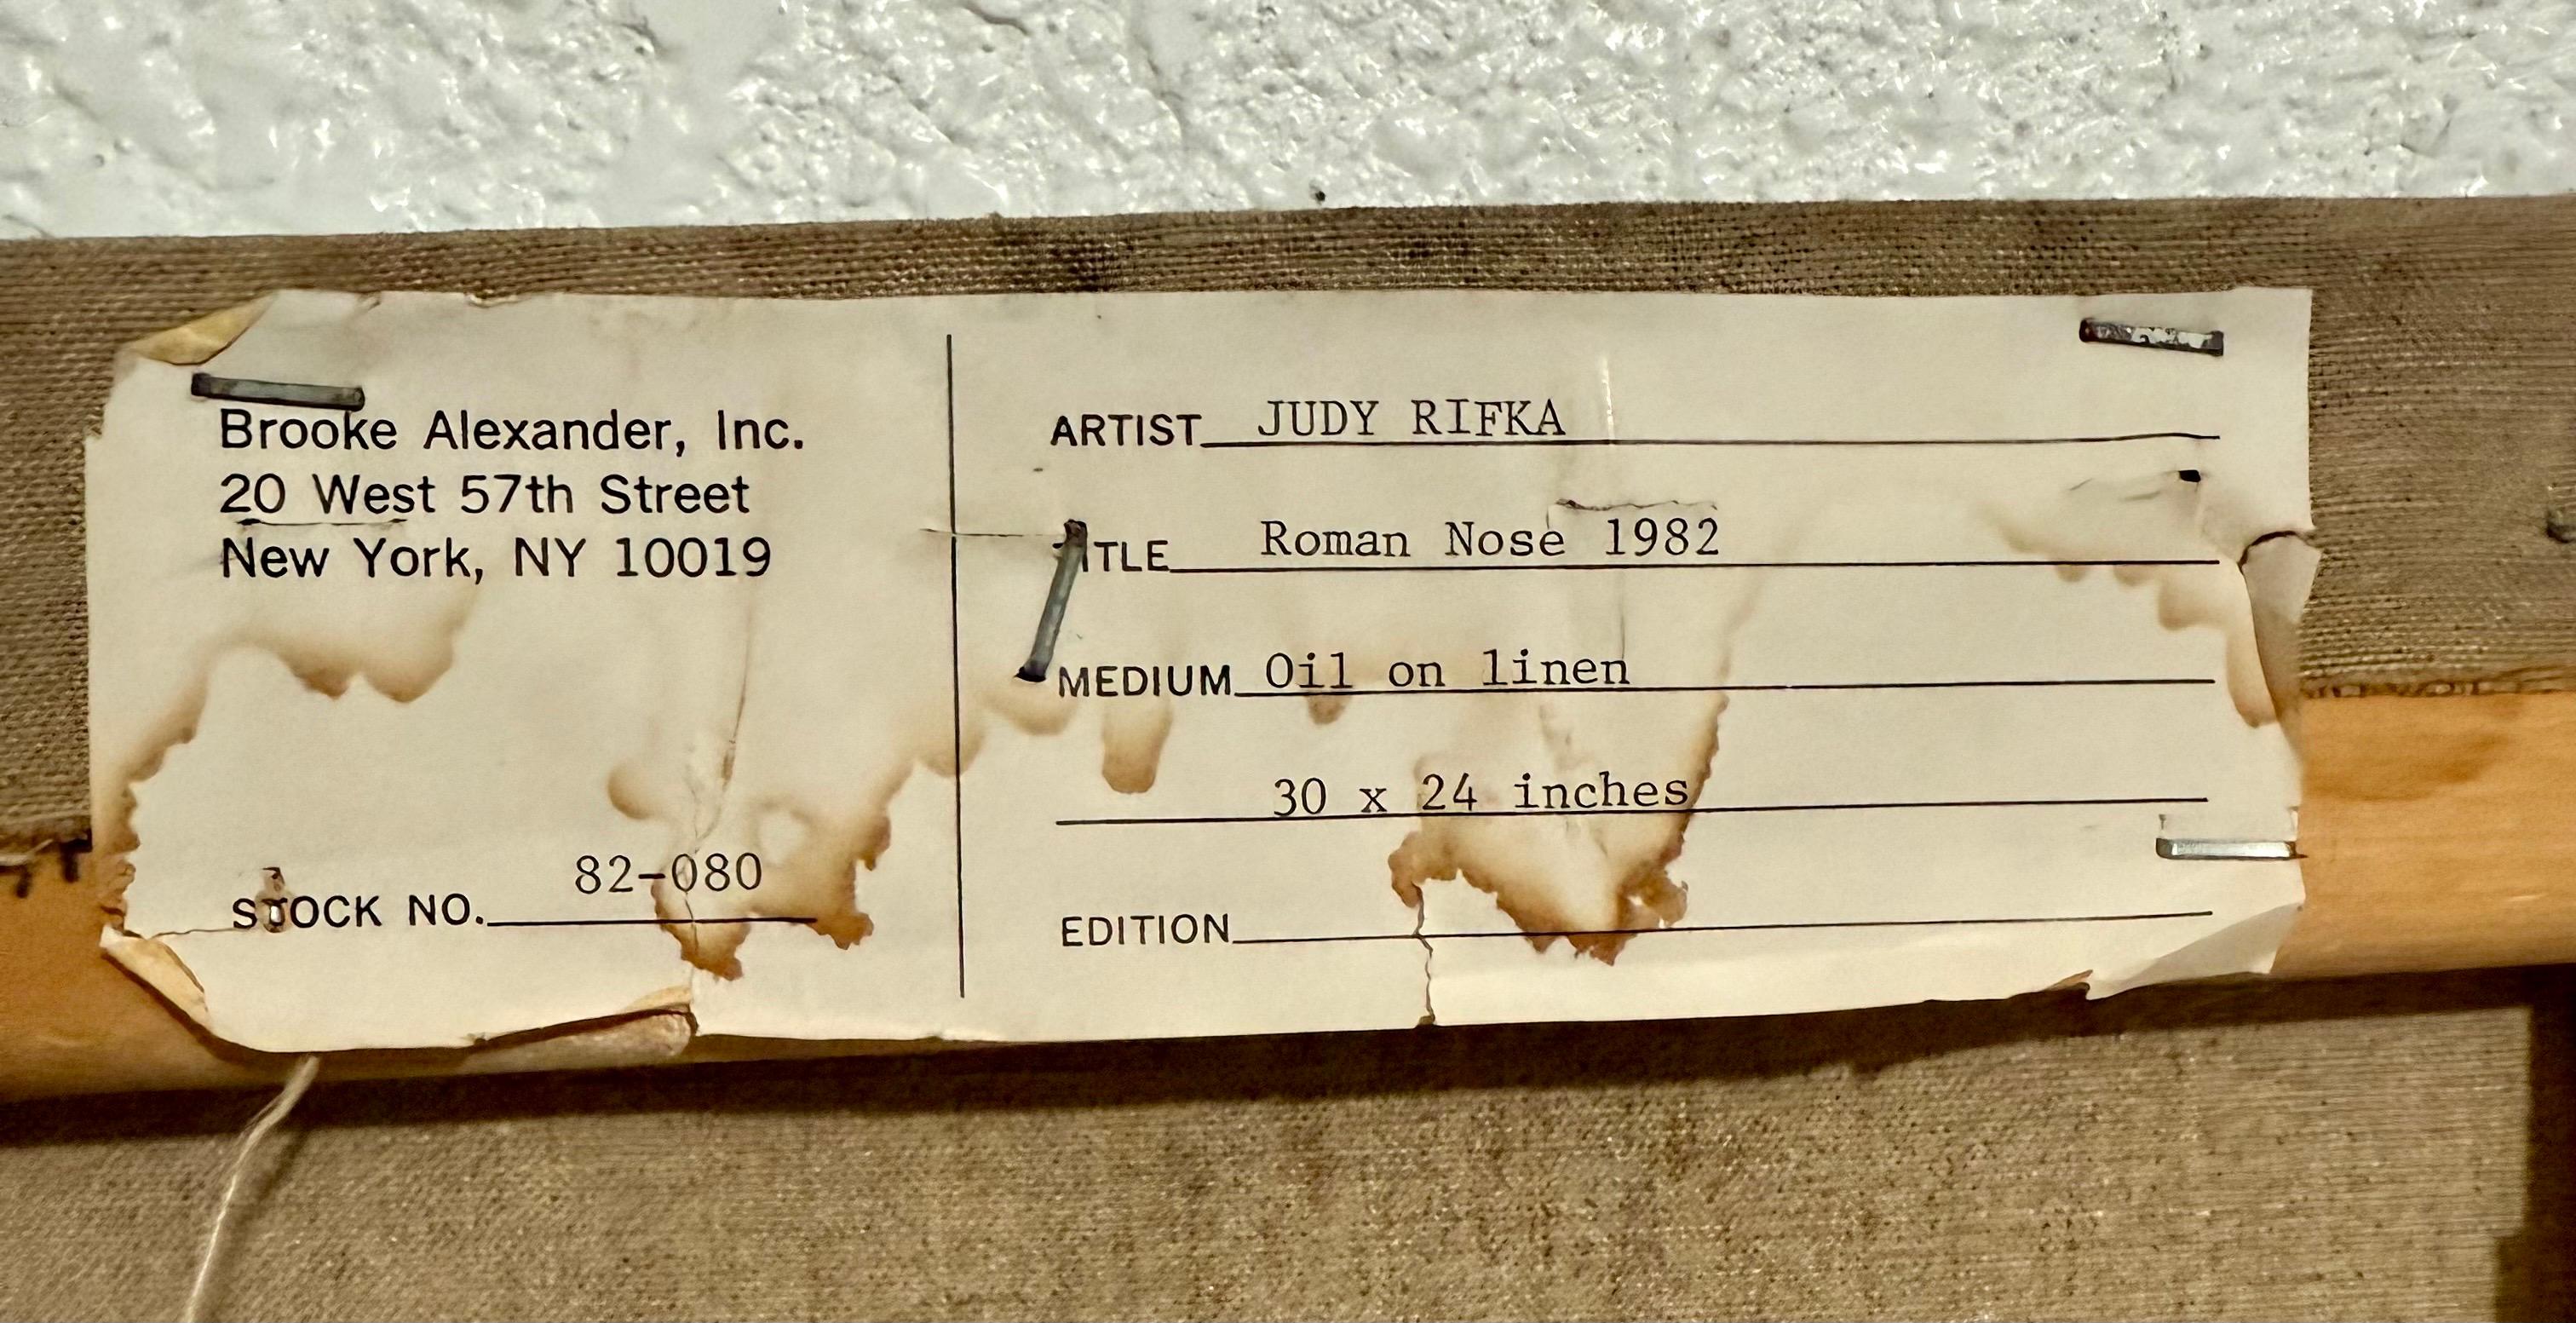 Brooke Alexander, Inc.
20 West 57th Street
New York, NY 10019
STOCK NO. 82-080
ARTIST JUDY RIFKA
TITLE Roman Nose 1982
MEDIUM Oil on linen
30 x 24 inches
EDITION